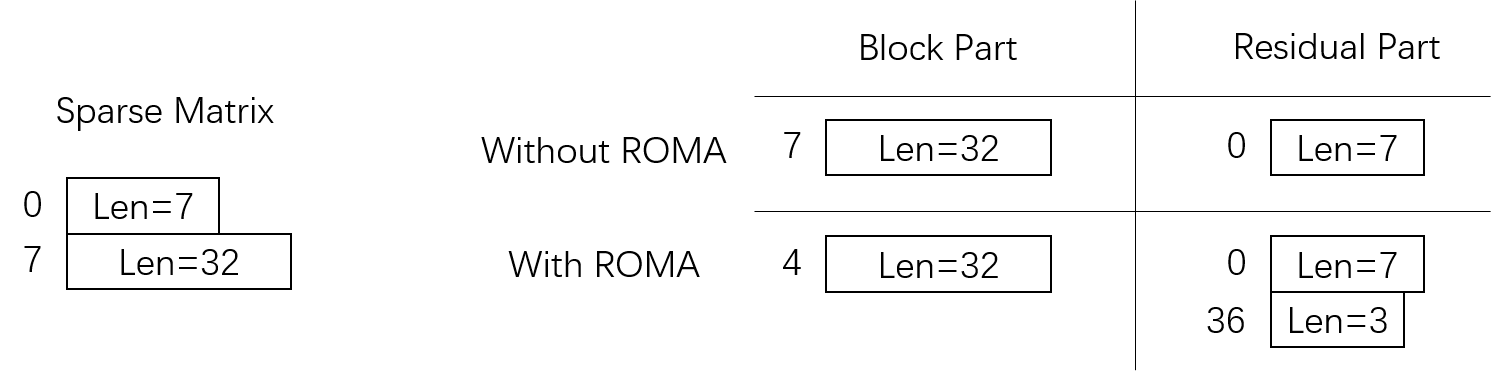 Block Part Residual Part
Sparse Matrix
Without ROMA 7 Len=32 0 Len=7
0 Len=7
7 Len=32
With ROMA 4 Len=32 0 Len=7
36 Len=3